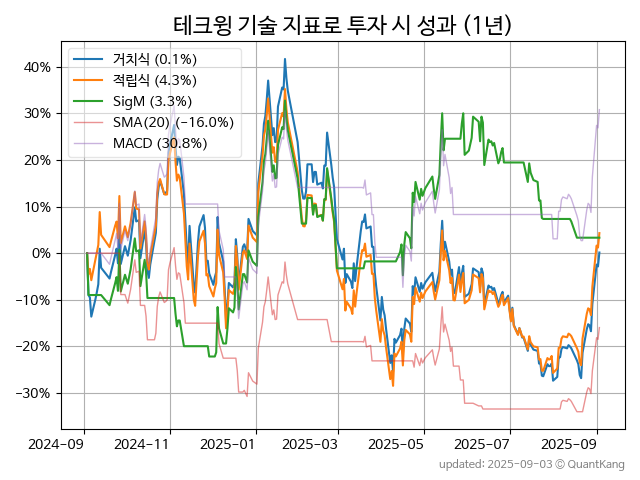 테크윙 기술 지표로 투자 시 성과 (1년)
거치식 (0.1%)
적립식 (4.3%)
SigM (3.3%)
SMA(20) (−16.0%)
MACD (30.8%)
40%
30%
20%
10%
0%
−10%
−20%
−30%
2024-09
2024-11
2025-01
2025-03
2025-05
2025-07
2025-09
updated: 2025-09-03 ⓒ QuantKang